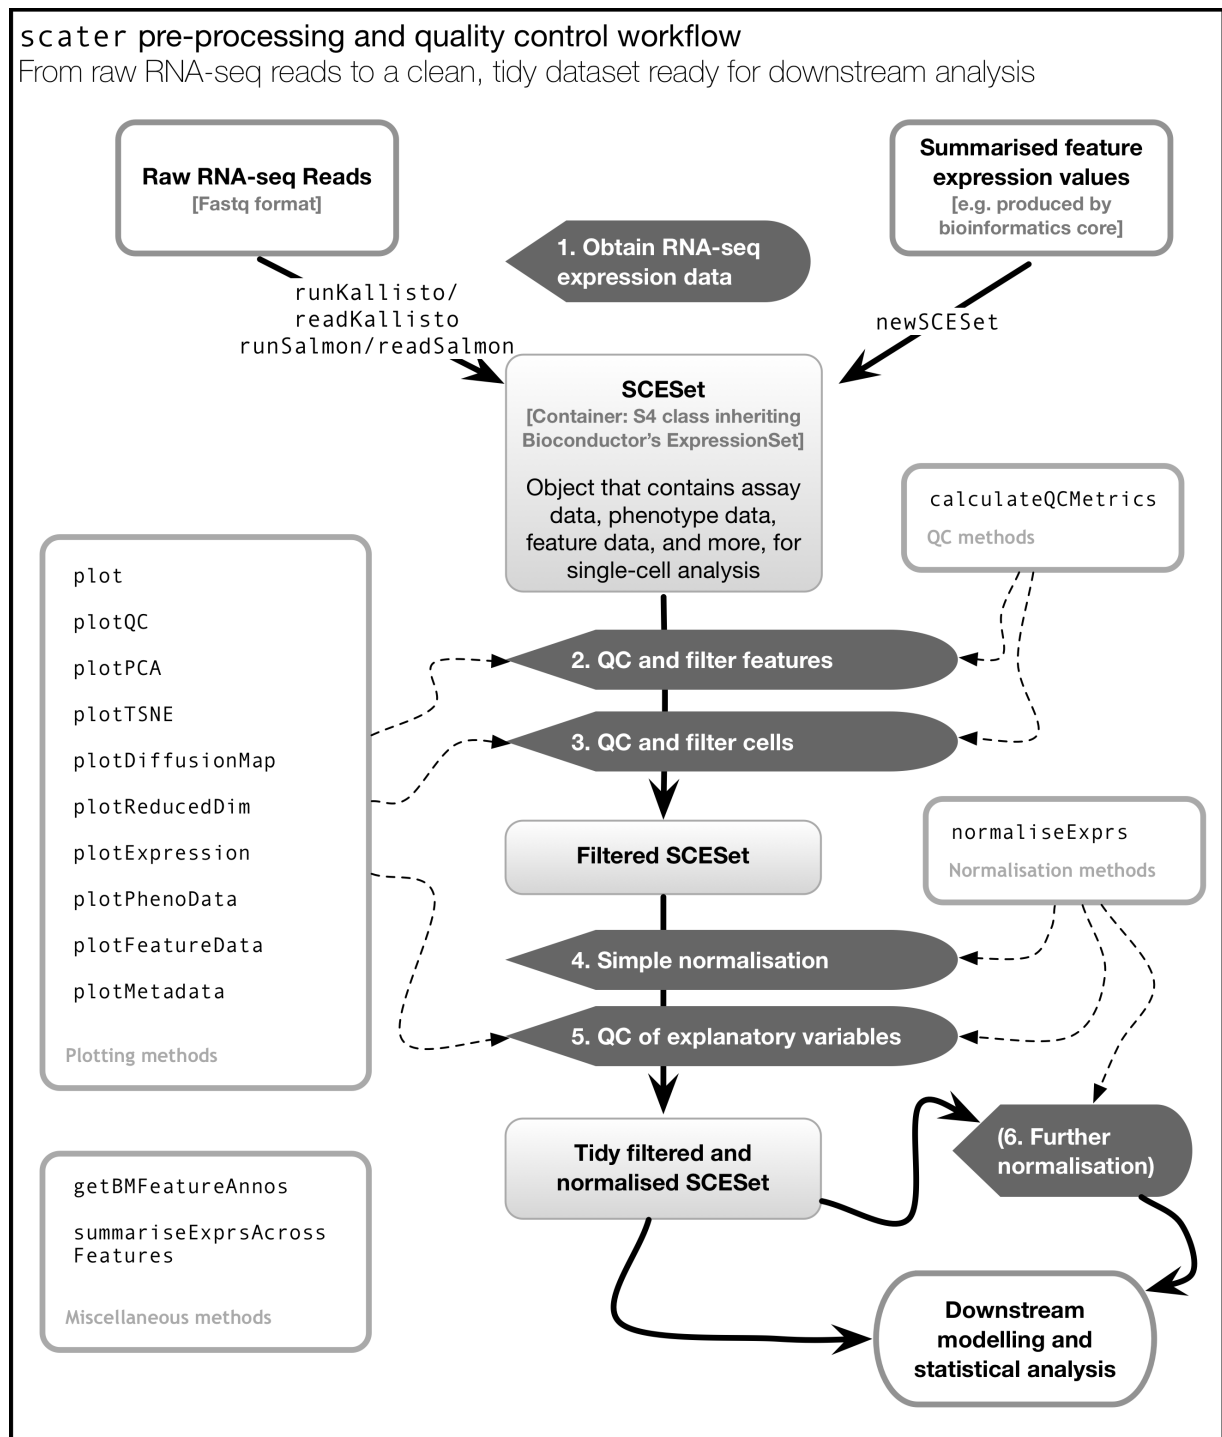 scater pre-processing and quality control workflow
From raw RNA-seq reads to a clean, tidy dataset ready for downstream analysis
Raw RNA-seq Reads
[Fastq format]
Summarised feature
expression values
[e.g. produced by
bioinformatics core]
1. Obtain RNA-seq
expression data
runKallisto/
readKallisto
runSalmon/readSalmon
newSCESet
SCESet
[Container: S4 class inheriting
Bioconductor's ExpressionSet]
Object that contains assay
data, phenotype data,
feature data, and more, for
single-cell analysis
calculateQCMetrics
QC methods
plot
plotQC
plotPCA
plotTSNE
plotDiffusionMap
plotReducedDim
plotExpression
plotPhenoData
plotFeatureData
plotMetadata
Plotting methods
2. QC and filter features
3. QC and filter cells
Filtered SCESet
normaliseExprs
Normalisation methods
4. Simple normalisation
5. QC of explanatory variables
Tidy filtered and
normalised SCESet
(6. Further
normalisation)
getBMFeatureAnnos
summariseExprsAcross
Features
Miscellaneous methods
Downstream
modelling and
statistical analysis